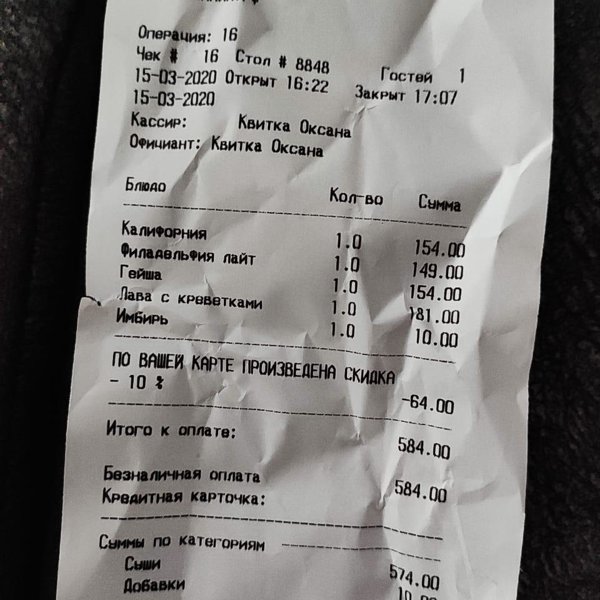 Операция: 16
Чек # 16 Стол # 8848 Гостей 1
15-03-2020 Открыт 16:22 Закрыт 17:07
15-03-2020
Кассир: Квитка Оксана
Официант: Квитка Оксана
Блюдо Кол-во Сумма
Калифорния 1.0 154.00
Филадельфия лайт 1.0 149.00
Гейша 1.0 154.00
Лава с креветками 1.0 181.00
Имбирь 1.0 10.00
ПО ВАШЕЙ КАРТЕ ПРОИЗВЕДЕНА СКИДКА
- 10 % -64.00
Итого к оплате: 584.00
Безналичная оплата
Кредитная карточка: 584.00
Суммы по категориям
Сыши 574.00
Добавки 10.00